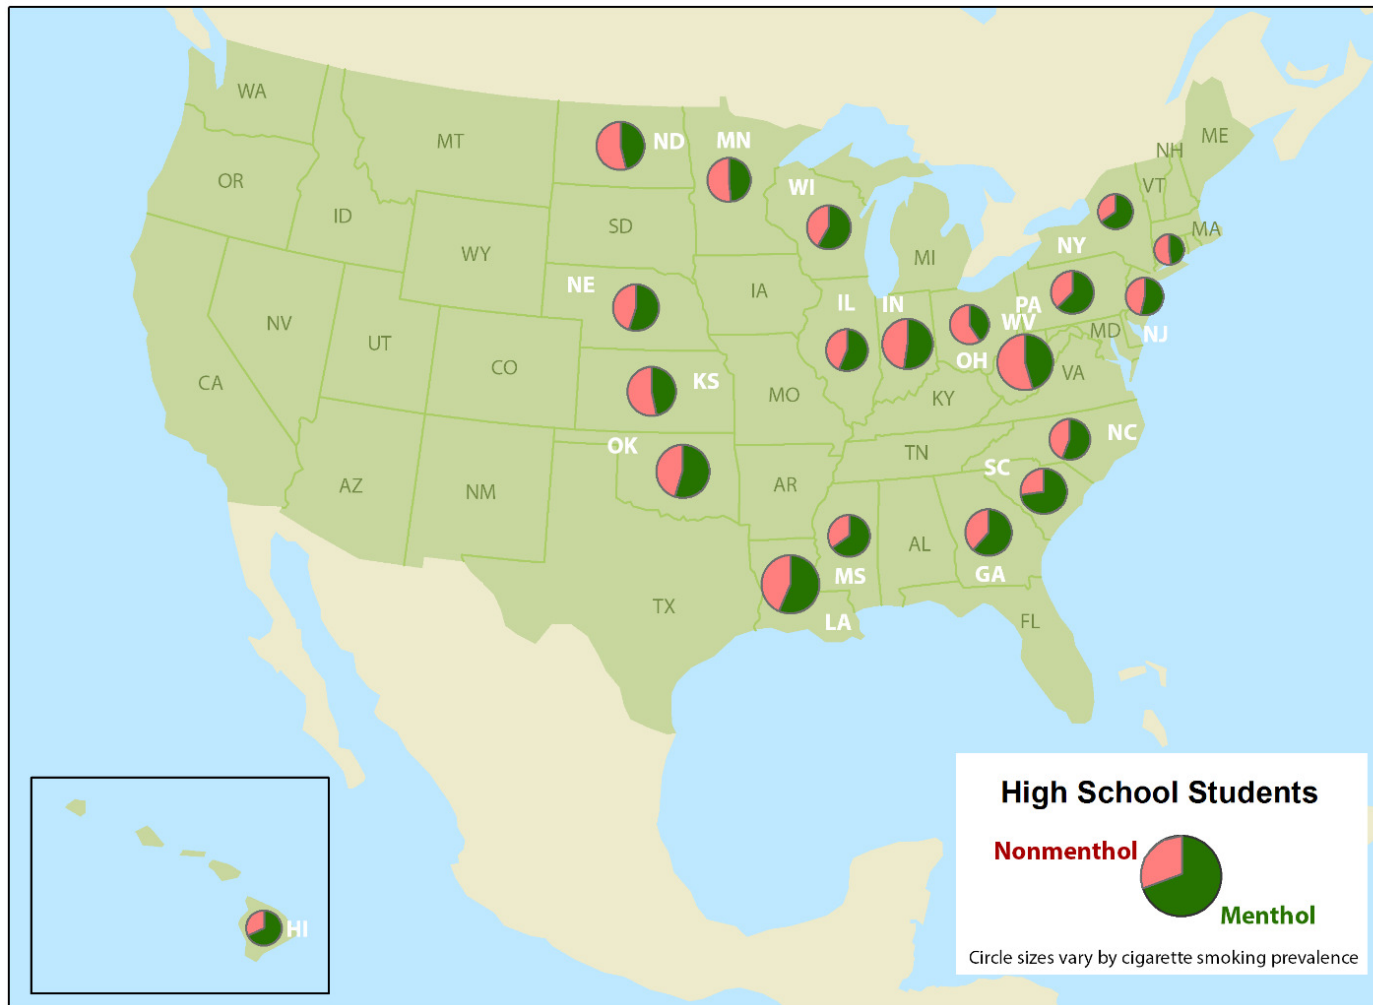 WA
MT
ND
MN
NH
ME
OR
ID
SD
WI
VT
MA
WY
MI
NY
NE
IA
IL
IN
PA
NV
UT
CO
KS
OH
WV
MD
NJ
CA
MO
KY
VA
OK
TN
NC
SC
AZ
NM
AR
MS
AL
GA
TX
LA
FL
HI
High School Students
Nonmenthol
Menthol
Circle sizes vary by cigarette smoking prevalence